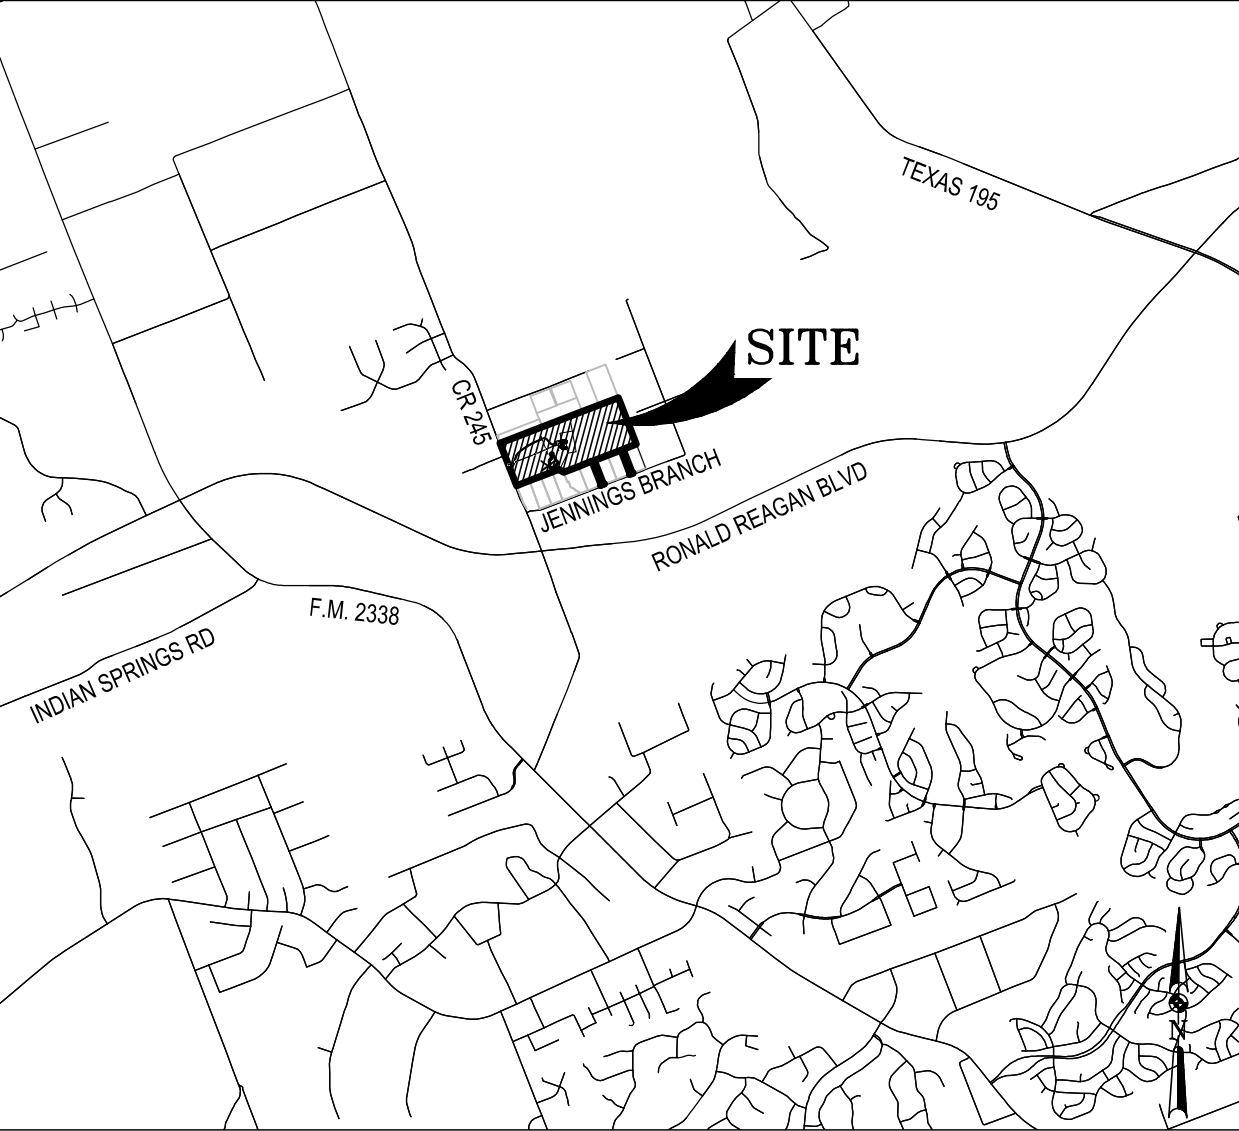 TEXAS 195
SITE
CR 245
JENNINGS BRANCH
RONALD REAGAN BLVD
F.M. 2338
INDIAN SPRINGS RD
N